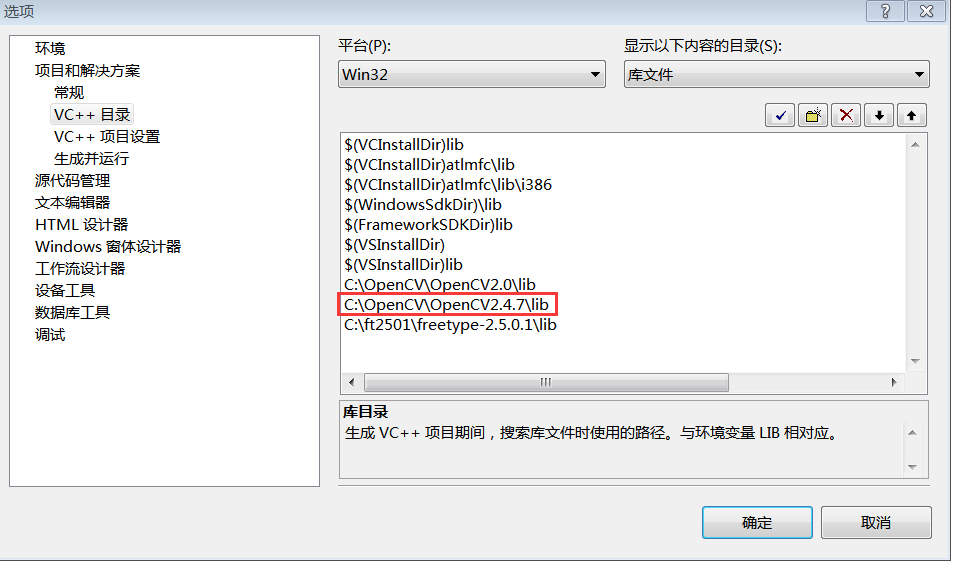 选项
环境
项目和解决方案
常规
VC++ 目录
VC++ 项目设置
生成并运行
源代码管理
文本编辑器
HTML 设计器
Windows 窗体设计器
工作流设计器
设备工具
数据库工具
调试
平台(P):
显示以下内容的目录(S):
Win32
库文件
$(VCInstallDir)lib
$(VCInstallDir)atlmfc\lib
$(VCInstallDir)atlmfc\lib\i386
$(WindowsSdkDir)\lib
$(FrameworkSDKDir)lib
$(VSInstallDir)
$(VSInstallDir)lib
C:\OpenCV\OpenCV2.0\lib
C:\OpenCV\OpenCV2.4.7\lib
C:\ft2501\freetype-2.5.0.1\lib
库目录
生成 VC++ 项目期间，搜索库文件时使用的路径。与环境变量 LIB 相对应。
确定
取消